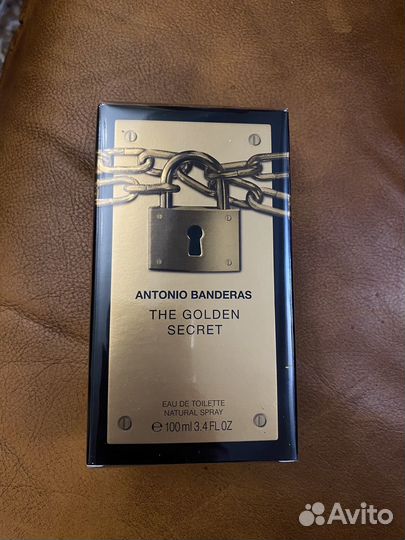 ANTONIO BANDERAS
THE GOLDEN
SECRET
EAU DE TOILETTE
NATURAL SPRAY
℮ 100 ml 3.4 FL OZ
Avito